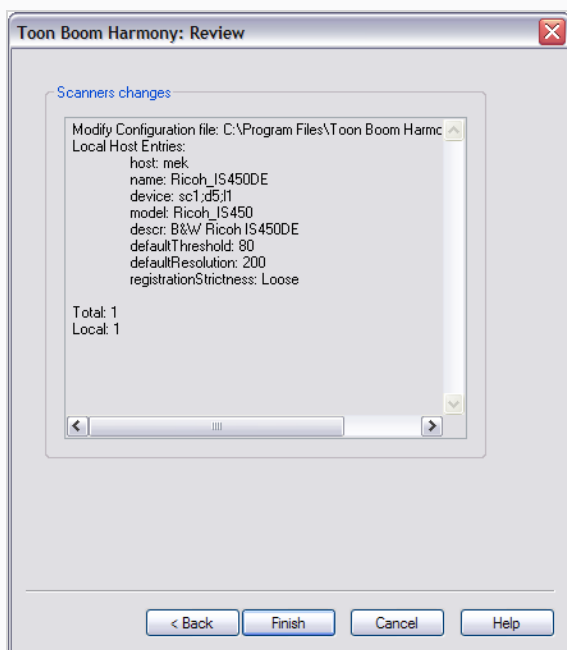 Toon Boom Harmony: Review
Scanners changes
Modify Configuration file: C:\Program Files\Toon Boom Harmo
Local Host Entries:
host: mek
name: Ricoh_IS450DE
device: sc1;d5;l1
model: Ricoh_IS450
descr: B&W Ricoh IS450DE
defaultThreshold: 80
defaultResolution: 200
registrationStrictness: Loose
Total: 1
Local: 1
< Back Finish Cancel Help